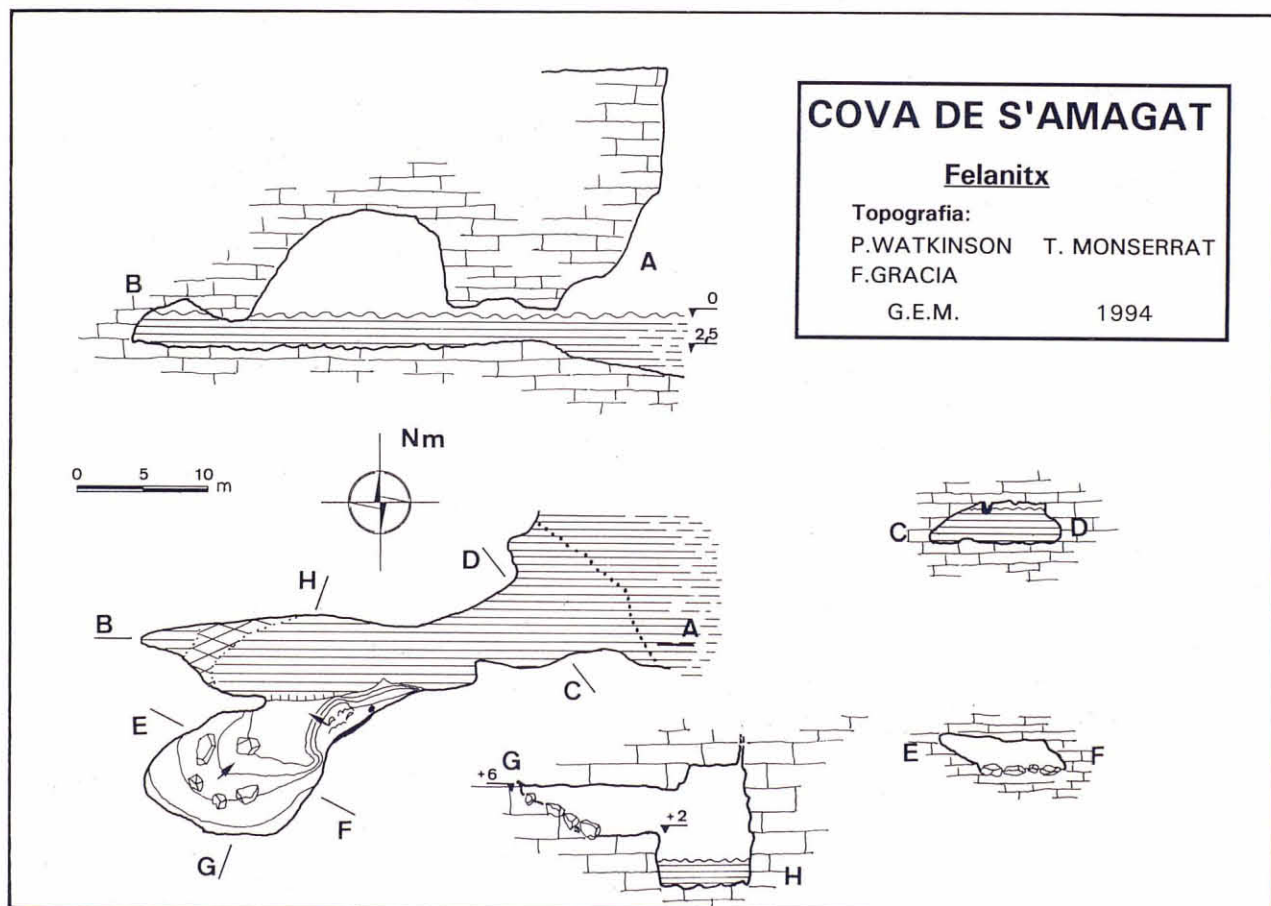 COVA DE S'AMAGAT
Felanitx
Topografia:
P.WATKINSON T. MONSERRAT
F.GRACIA
G.E.M. 1994
A
B
0
2,5
Nm
0 5 10 m
H
D
B
A
C
E
F
G
C
D
E
F
G
+6
+2
H